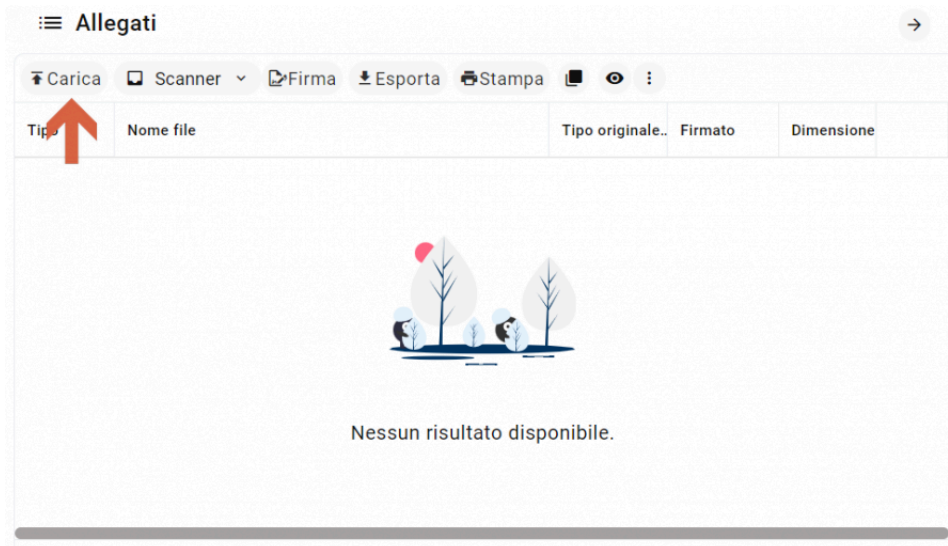 Allegati
Carica Scanner Firma Esporta Stampa
Tipo Nome file Tipo originale.. Firmato Dimensione
Nessun risultato disponibile.